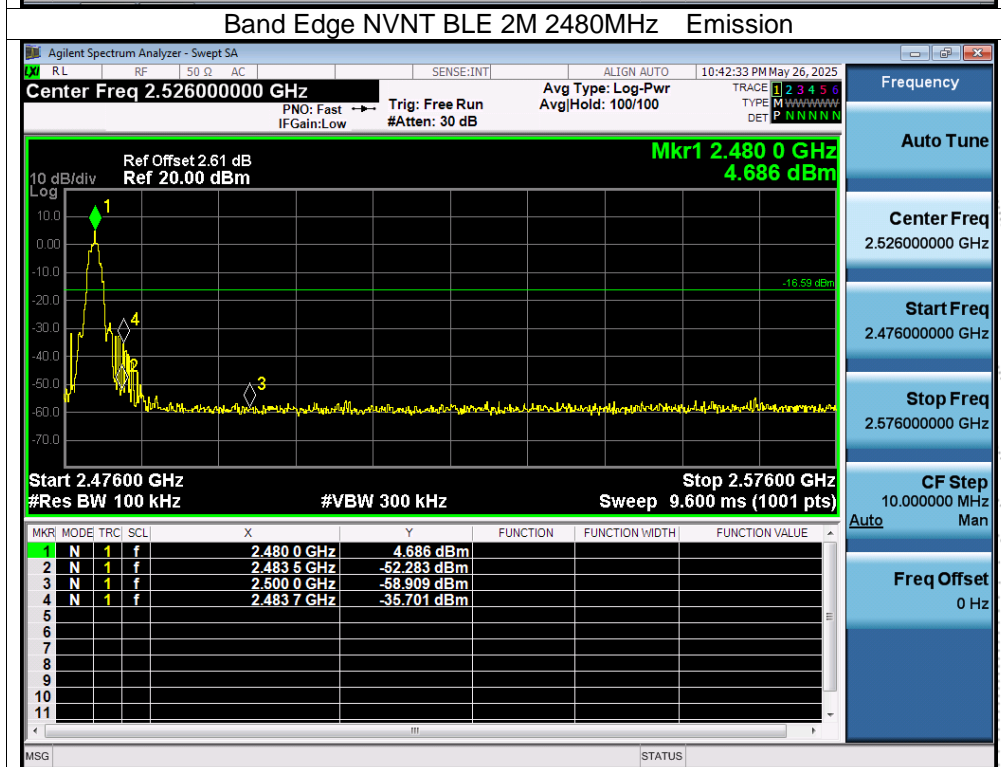 Band Edge NVNT BLE 2M 2480MHz Emission
Agilent Spectrum Analyzer - Swept SA
LXI RL RF 50 Ω AC SENSE:INT ALIGN AUTO 10:42:33 PM May 26, 2025
Center Freq 2.526000000 GHz
PNO: Fast
IFGain:Low
Trig: Free Run
#Atten: 30 dB
Avg Type: Log-Pwr
Avg|Hold: 100/100
TRACE 1 2 3 4 5 6
TYPE M WWWWW
DET P N N N N N
Frequency
Auto Tune
Center Freq
2.526000000 GHz
Start Freq
2.476000000 GHz
Stop Freq
2.576000000 GHz
CF Step
10.000000 MHz
Auto Man
Freq Offset
0 Hz
Mkr1 2.480 0 GHz
4.686 dBm
Ref Offset 2.61 dB
10 dB/div Ref 20.00 dBm
Log
10.0
0.00
-10.0
-20.0
-30.0
-40.0
-50.0
-60.0
-70.0
1
4
2
3
-16.59 dBm
Start 2.47600 GHz Stop 2.57600 GHz
#Res BW 100 kHz #VBW 300 kHz Sweep 9.600 ms (1001 pts)
MKR MODE TRC SCL X Y FUNCTION FUNCTION WIDTH FUNCTION VALUE
1 N 1 f 2.480 0 GHz 4.686 dBm
2 N 1 f 2.483 5 GHz -52.283 dBm
3 N 1 f 2.500 0 GHz -58.909 dBm
4 N 1 f 2.483 7 GHz -35.701 dBm
5
6
7
8
9
10
11
MSG STATUS